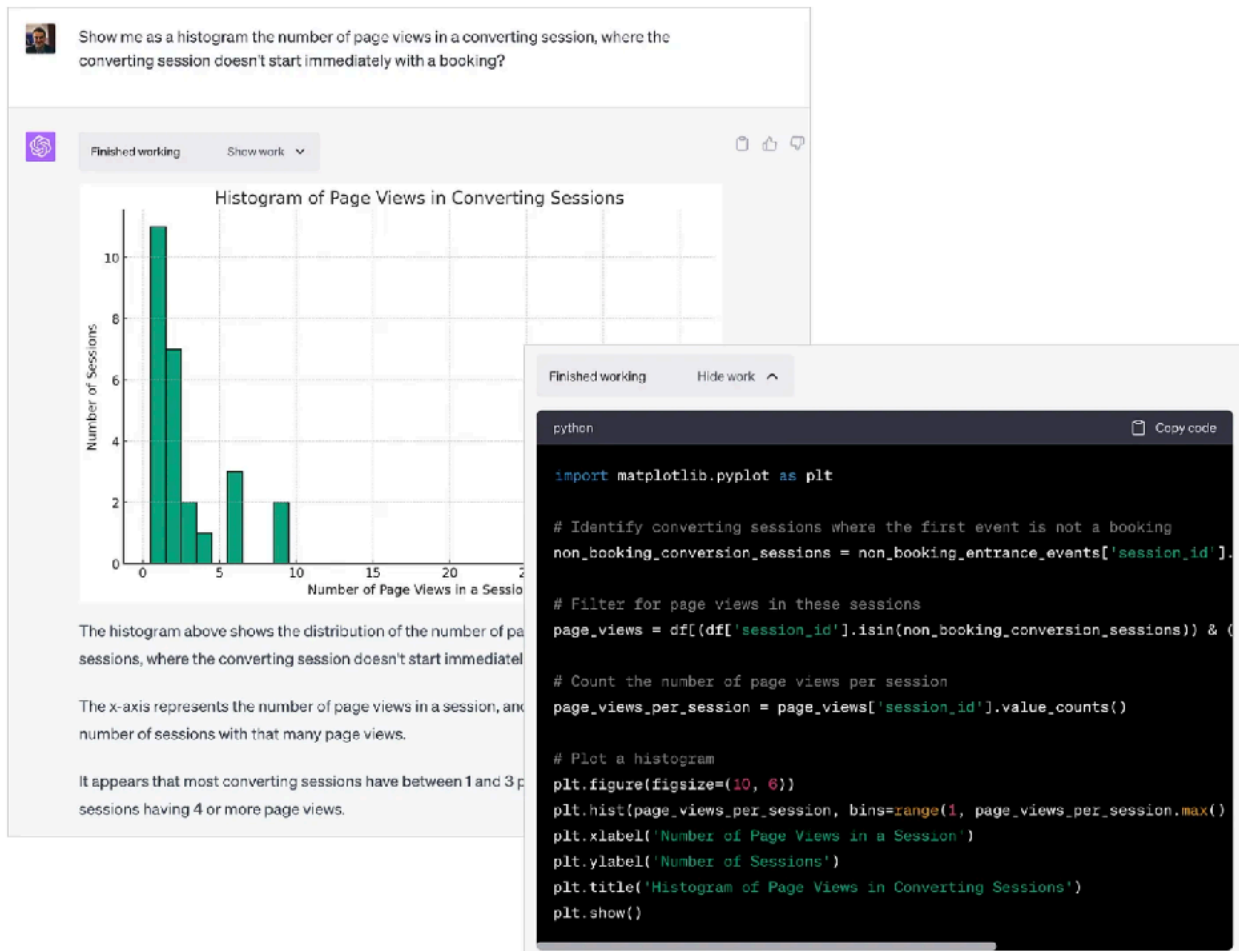 Show me as a histogram the number of page views in a converting session, where the
converting session doesn't start immediately with a booking?
Finished working Show work
Histogram of Page Views in Converting Sessions
Number of Sessions
10
8
6
4
2
0
0 5 10 15 20 2
Number of Page Views in a Sessio
The histogram above shows the distribution of the number of pa
sessions, where the converting session doesn't start immediatel
The x-axis represents the number of page views in a session, and
number of sessions with that many page views.
It appears that most converting sessions have between 1 and 3 p
sessions having 4 or more page views.
Finished working Hide work
python Copy code
import matplotlib.pyplot as plt
# Identify converting sessions where the first event is not a booking
non_booking_conversion_sessions = non_booking_entrance_events['session_id'].
# Filter for page views in these sessions
page_views = df[(df['session_id'].isin(non_booking_conversion_sessions)) & (
# Count the number of page views per session
page_views_per_session = page_views['session_id'].value_counts()
# Plot a histogram
plt.figure(figsize=(10, 6))
plt.hist(page_views_per_session, bins=range(1, page_views_per_session.max()
plt.xlabel('Number of Page Views in a Session')
plt.ylabel('Number of Sessions')
plt.title('Histogram of Page Views in Converting Sessions')
plt.show()